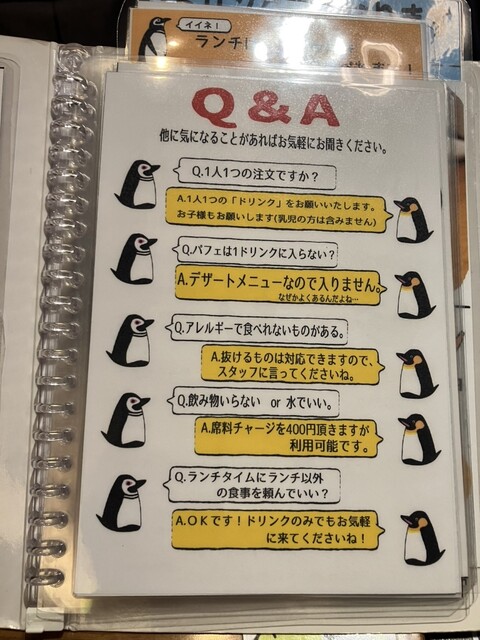 イイネ!
ランチ!
Q&A
他に気になることがあればお気軽にお聞きください。
Q.1人1つの注文ですか?
A.1人1つの「ドリンク」をお願いいたします。
お子様もお願いします(乳児の方は含みません)
Q.パフェは1ドリンクに入らない?
A.デザートメニューなので入りません。
なぜかよくあるんだよね…
Q.アレルギーで食べれないものがある。
A.抜けるものは対応できますので、
スタッフに言ってくださいね。
Q.飲み物いらない or 水でいい。
A.席料チャージを400円頂きますが
利用可能です。
Q.ランチタイムにランチ以外
の食事を頼んでいい?
A.OKです!ドリンクのみでもお気軽
に来てくださいね!